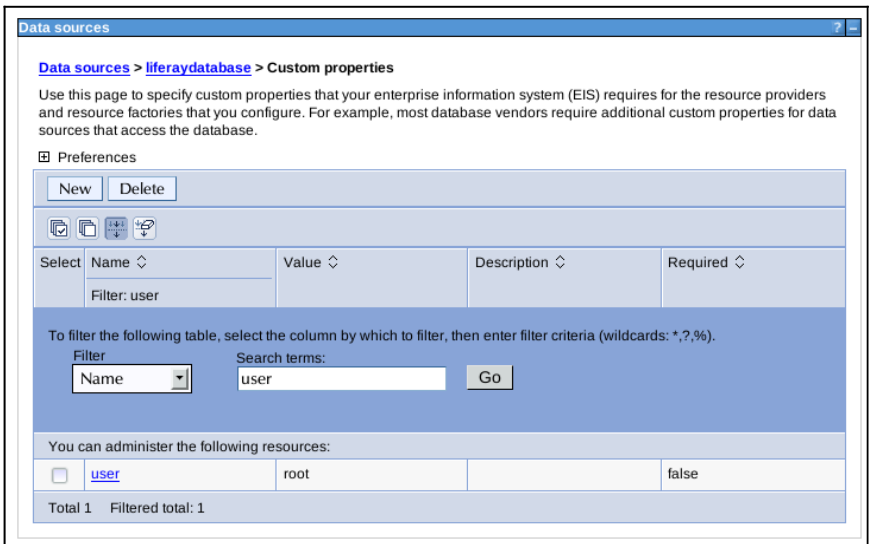 Data sources
? –
Data sources > liferaydatabase > Custom properties
Use this page to specify custom properties that your enterprise information system (EIS) requires for the resource providers
and resource factories that you configure. For example, most database vendors require additional custom properties for data
sources that access the database.
Preferences
New Delete
Select Name Value Description Required
Filter: user
To filter the following table, select the column by which to filter, then enter filter criteria (wildcards: *,?,%).
Filter Search terms:
Name user Go
You can administer the following resources:
user root false
Total 1 Filtered total: 1